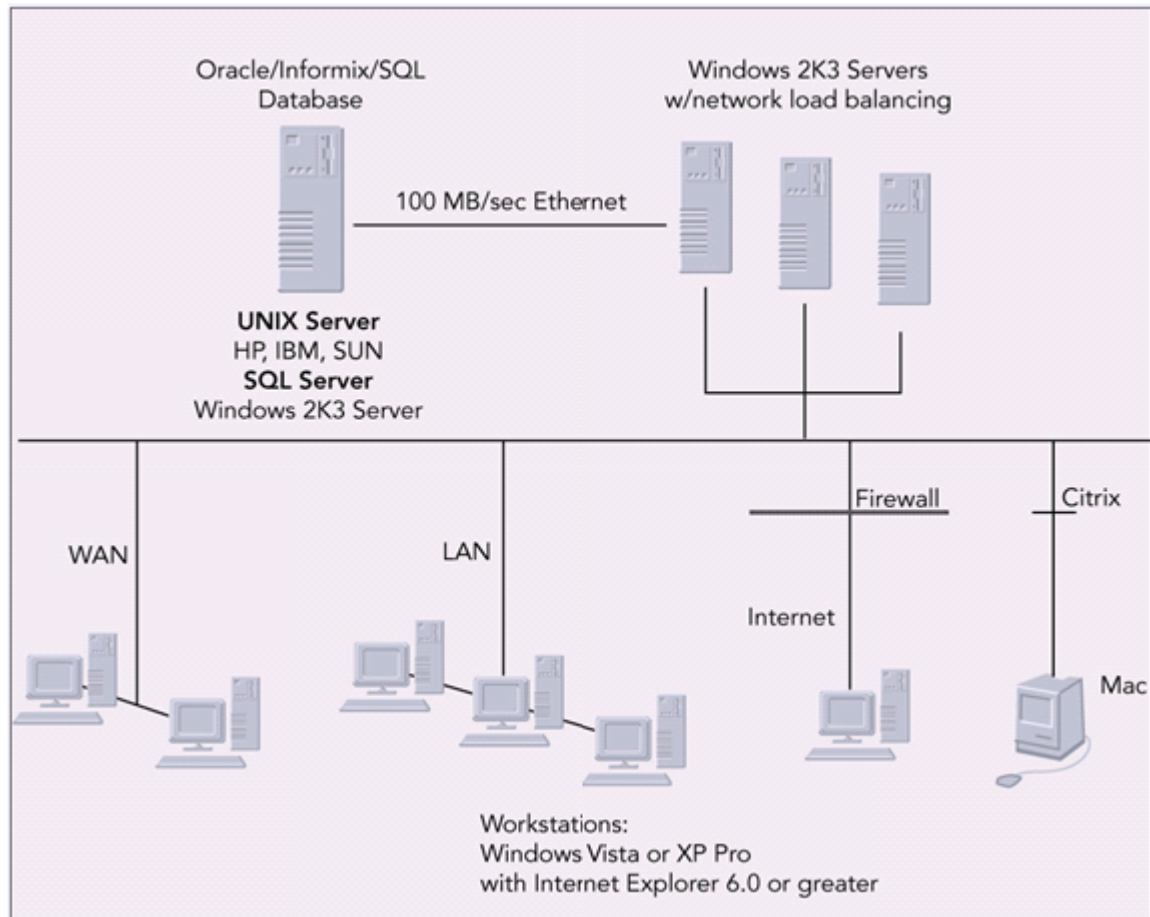 Oracle/Informix/SQL
Database
Windows 2K3 Servers
w/network load balancing
100 MB/sec Ethernet
UNIX Server
HP, IBM, SUN
SQL Server
Windows 2K3 Server
Firewall
Citrix
WAN
LAN
Internet
Mac
Workstations:
Windows Vista or XP Pro
with Internet Explorer 6.0 or greater